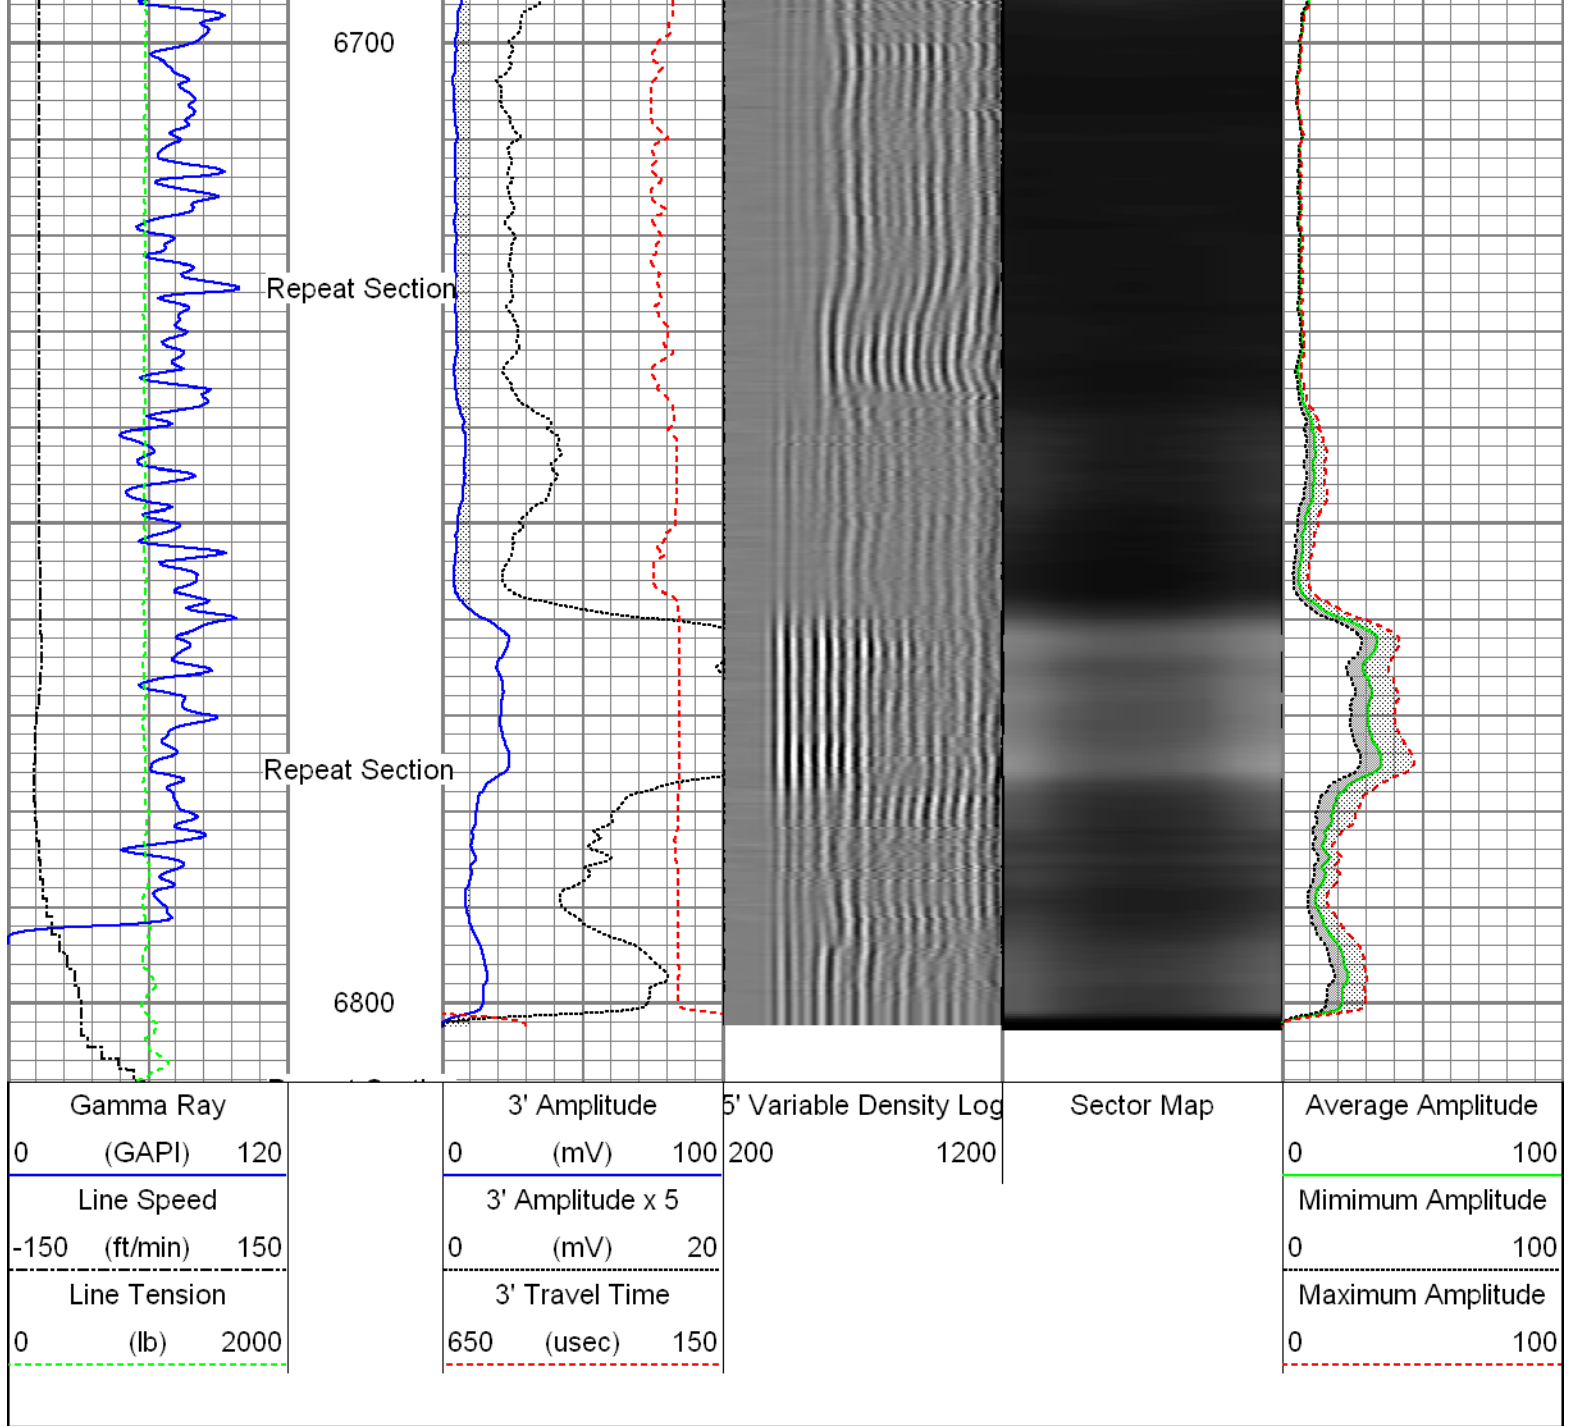 6700
Repeat Section
Repeat Section
6800
Gamma Ray
0 (GAPI) 120
Line Speed
-150 (ft/min) 150
Line Tension
0 (lb) 2000
3' Amplitude
0 (mV) 100
3' Amplitude x 5
0 (mV) 20
3' Travel Time
650 (usec) 150
5' Variable Density Log
200 1200
Sector Map
Average Amplitude
0 100
Mimimum Amplitude
0 100
Maximum Amplitude
0 100